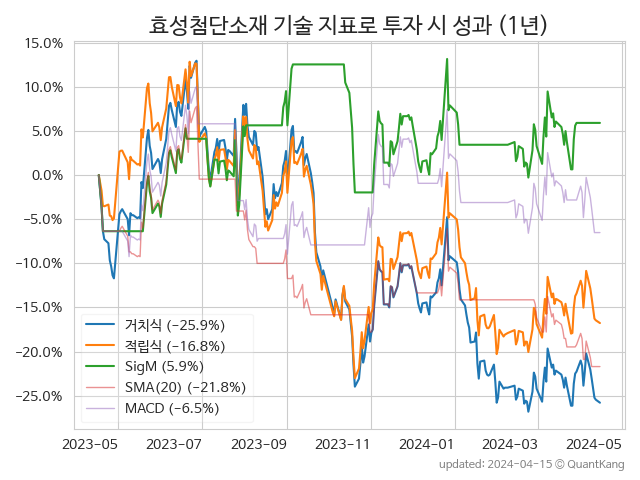 효성첨단소재 기술 지표로 투자 시 성과 (1년)
15.0%
10.0%
5.0%
0.0%
−5.0%
−10.0%
−15.0%
−20.0%
−25.0%
거치식 (−25.9%)
적립식 (−16.8%)
SigM (5.9%)
SMA(20) (−21.8%)
MACD (−6.5%)
2023-05 2023-07 2023-09 2023-11 2024-01 2024-03 2024-05
updated: 2024-04-15 © QuantKang